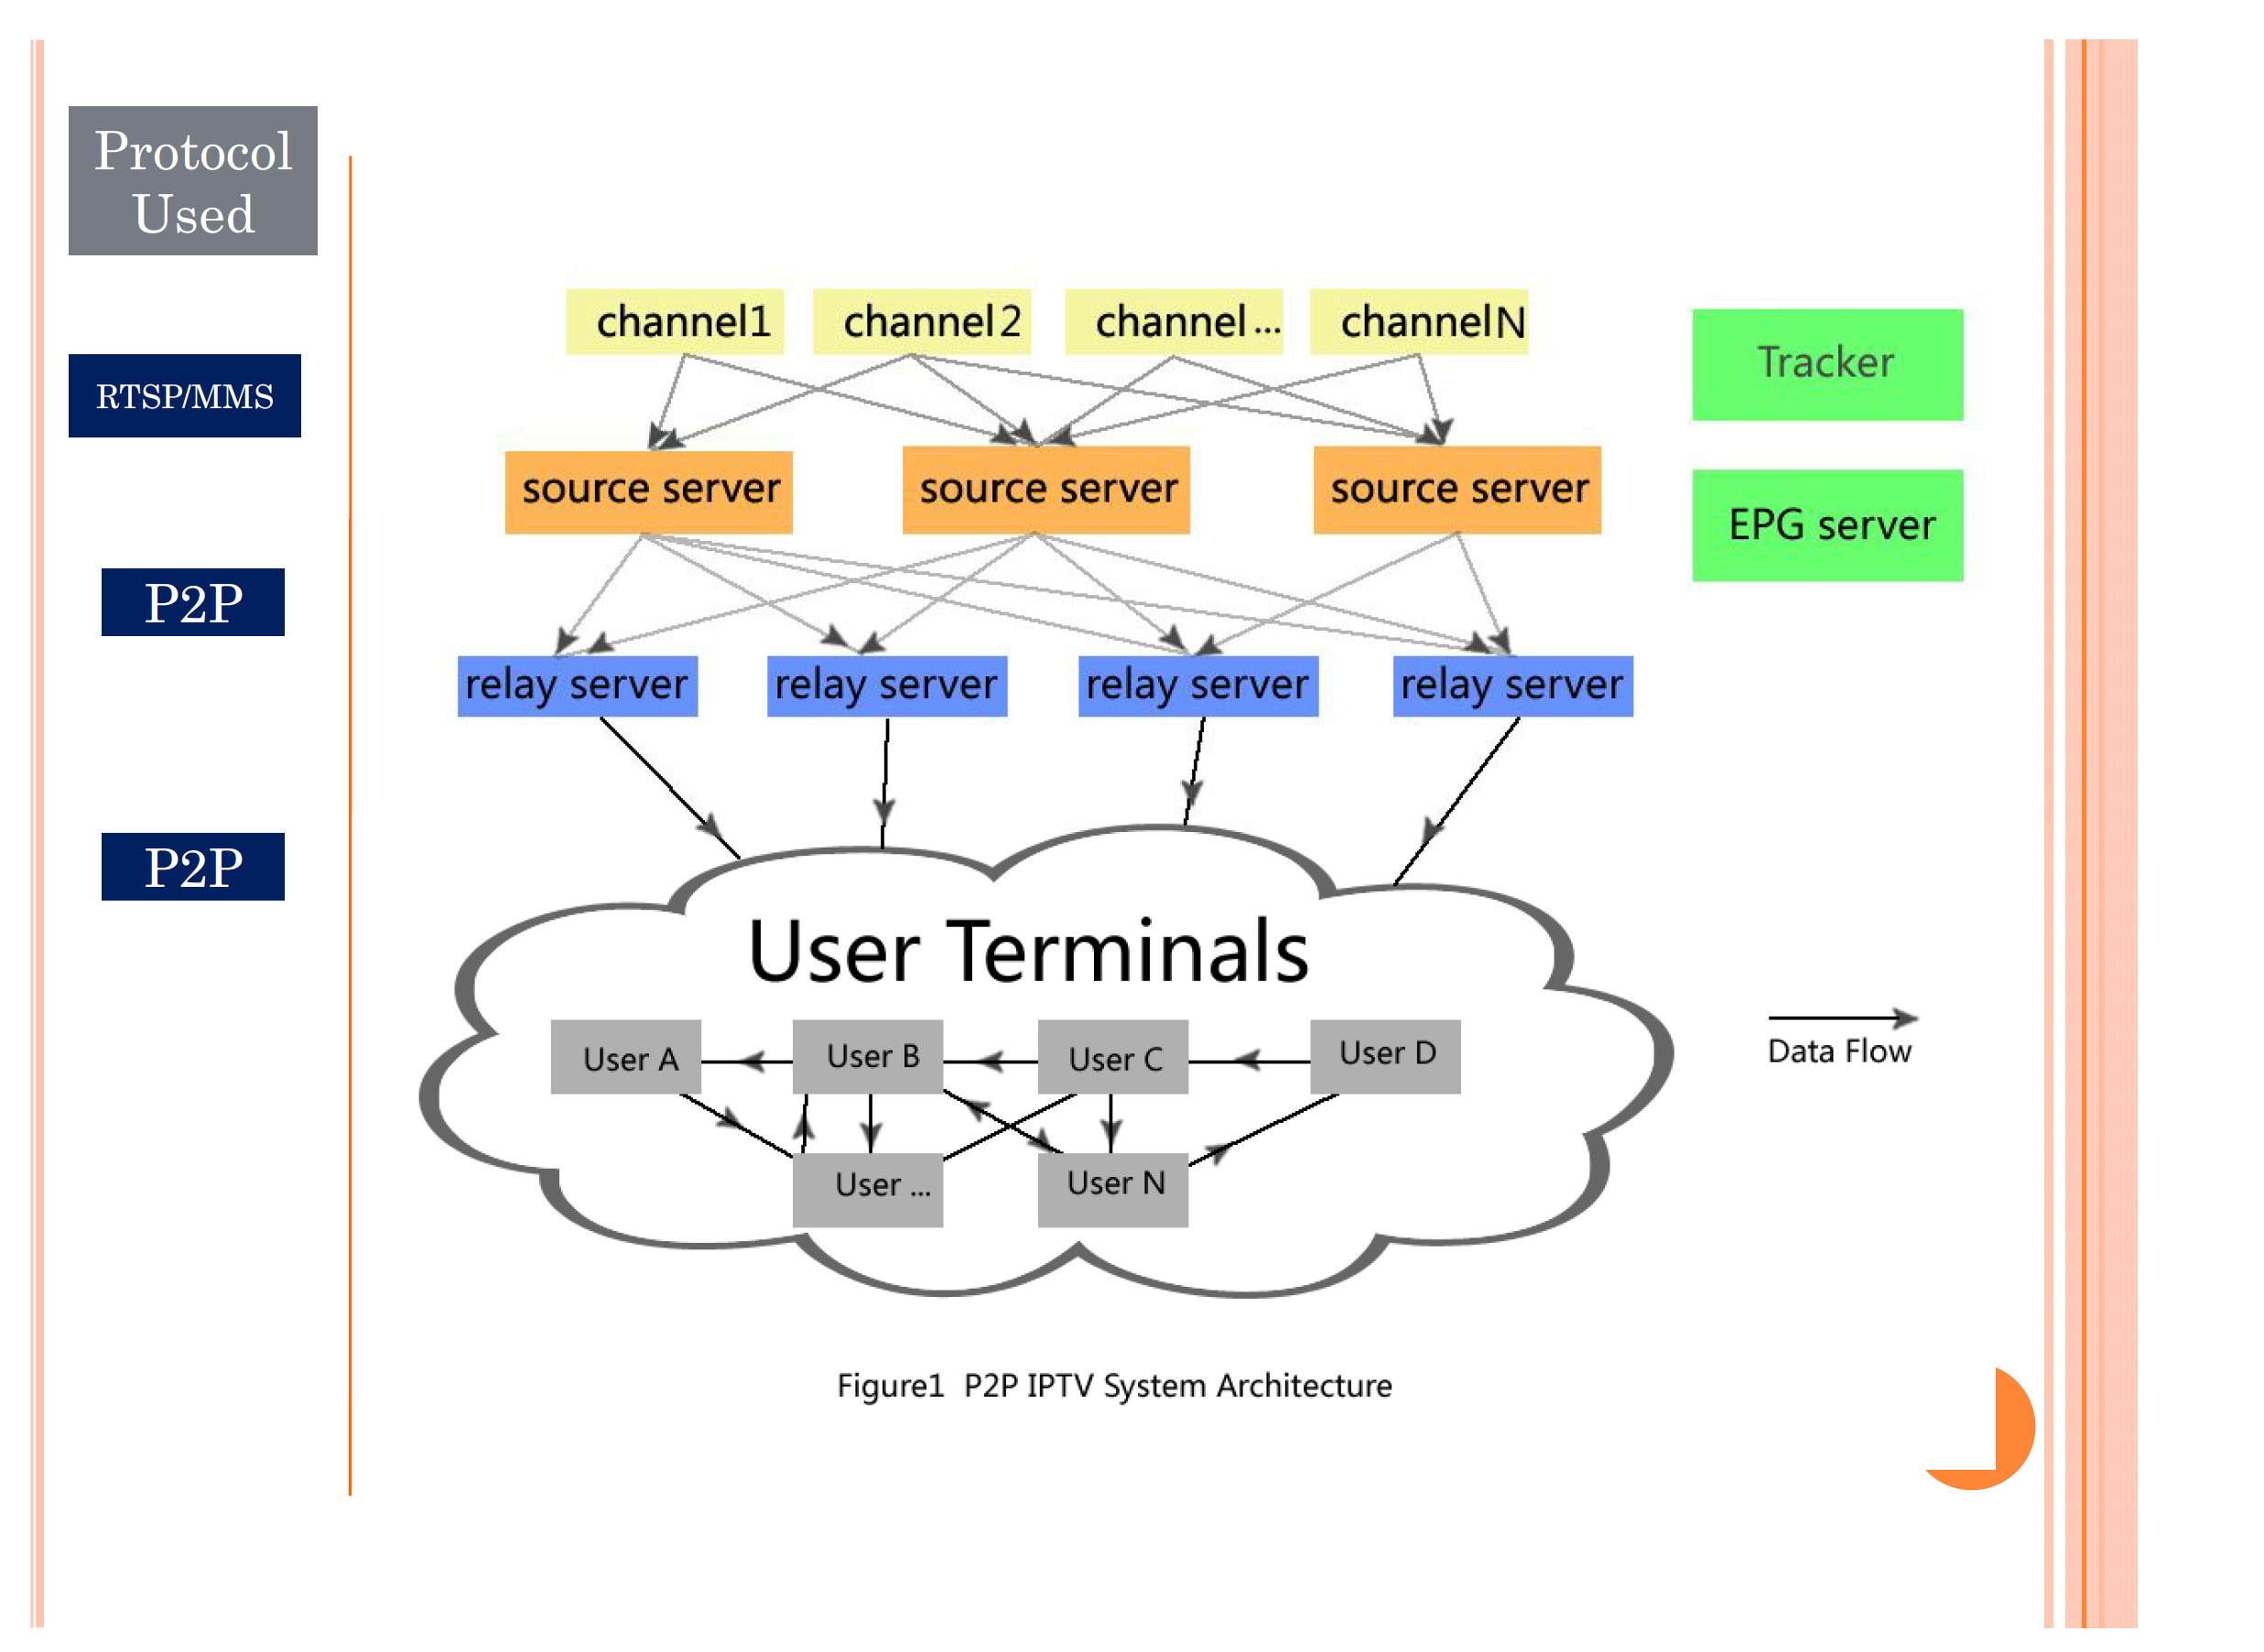 Protocol
Used
RTSP/MMS
P2P
P2P
channel1
channel2
channel...
channelN
source server
source server
source server
relay server
relay server
relay server
relay server
Tracker
EPG server
User Terminals
User A
User B
User C
User D
User ...
User N
Data Flow
Figure1 P2P IPTV System Architecture